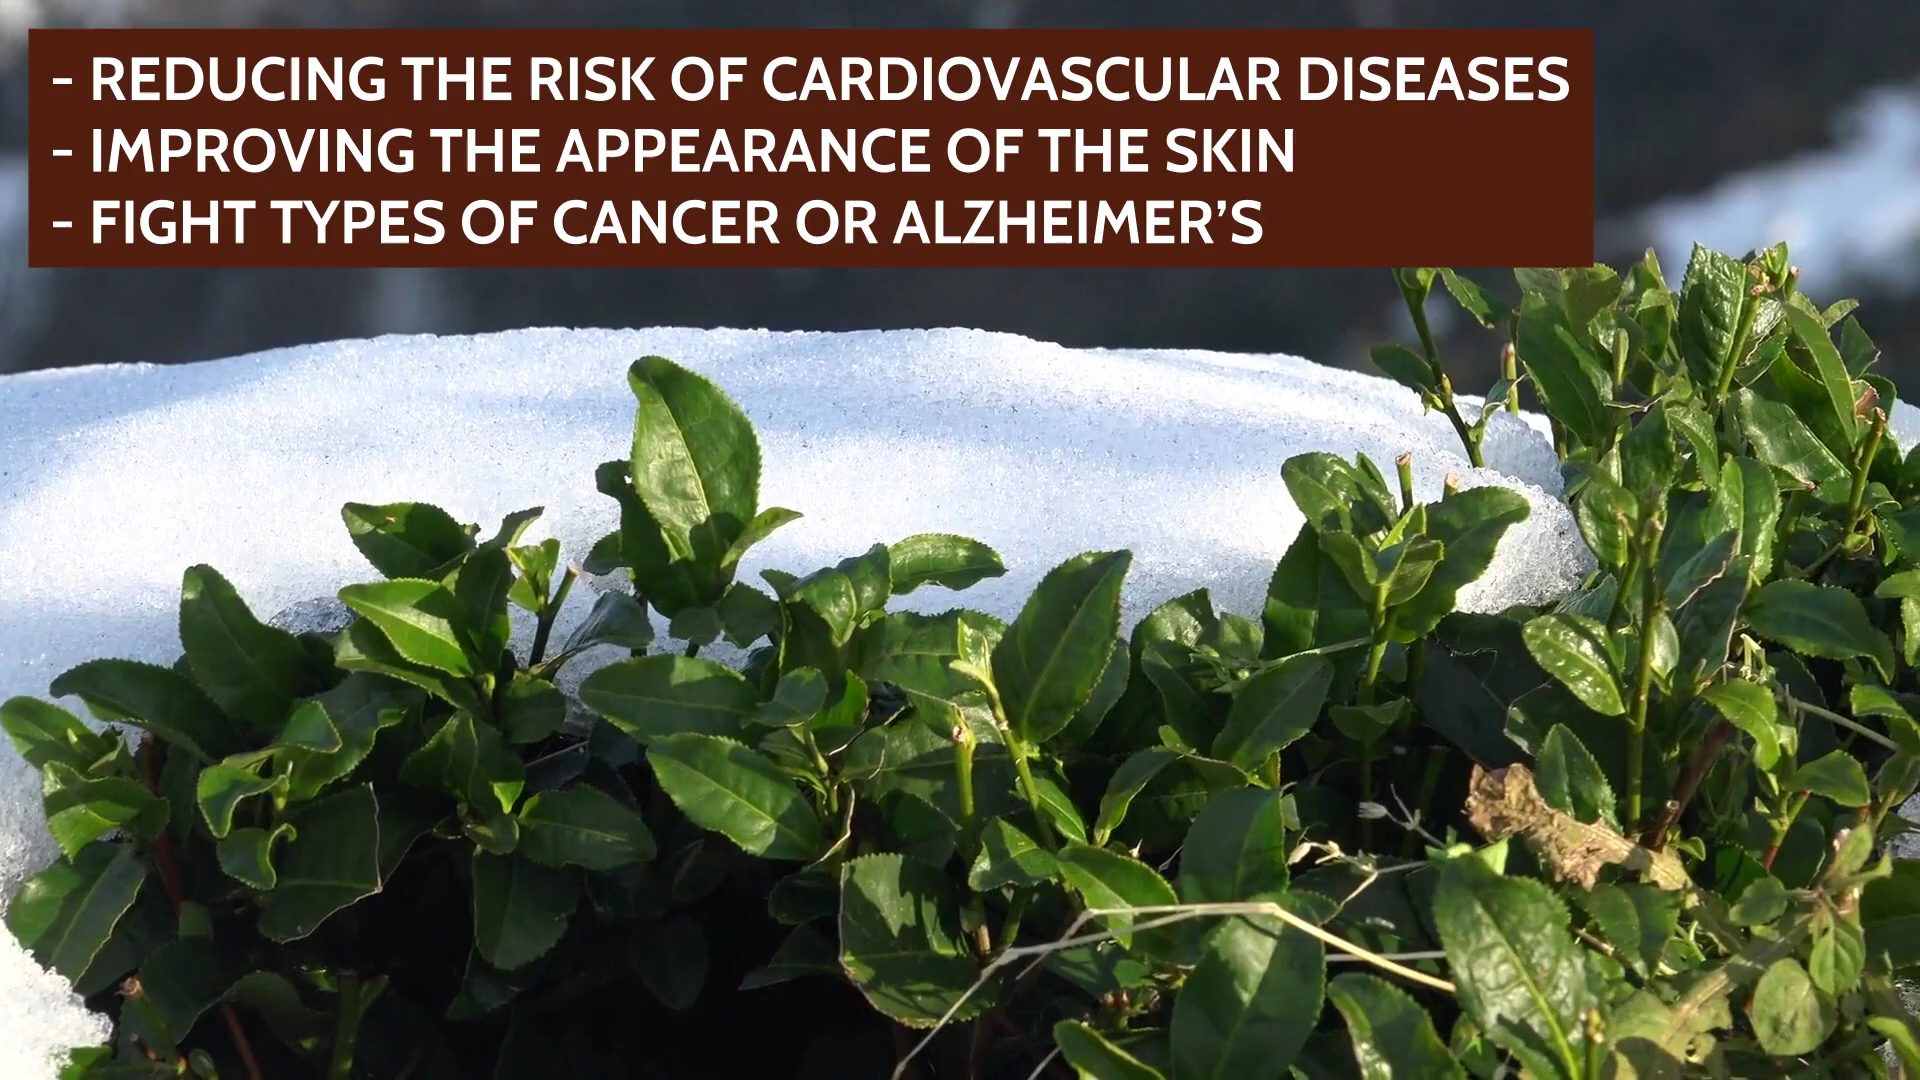 - REDUCING THE RISK OF CARDIOVASCULAR DISEASES
- IMPROVING THE APPEARANCE OF THE SKIN
- FIGHT TYPES OF CANCER OR ALZHEIMER’S